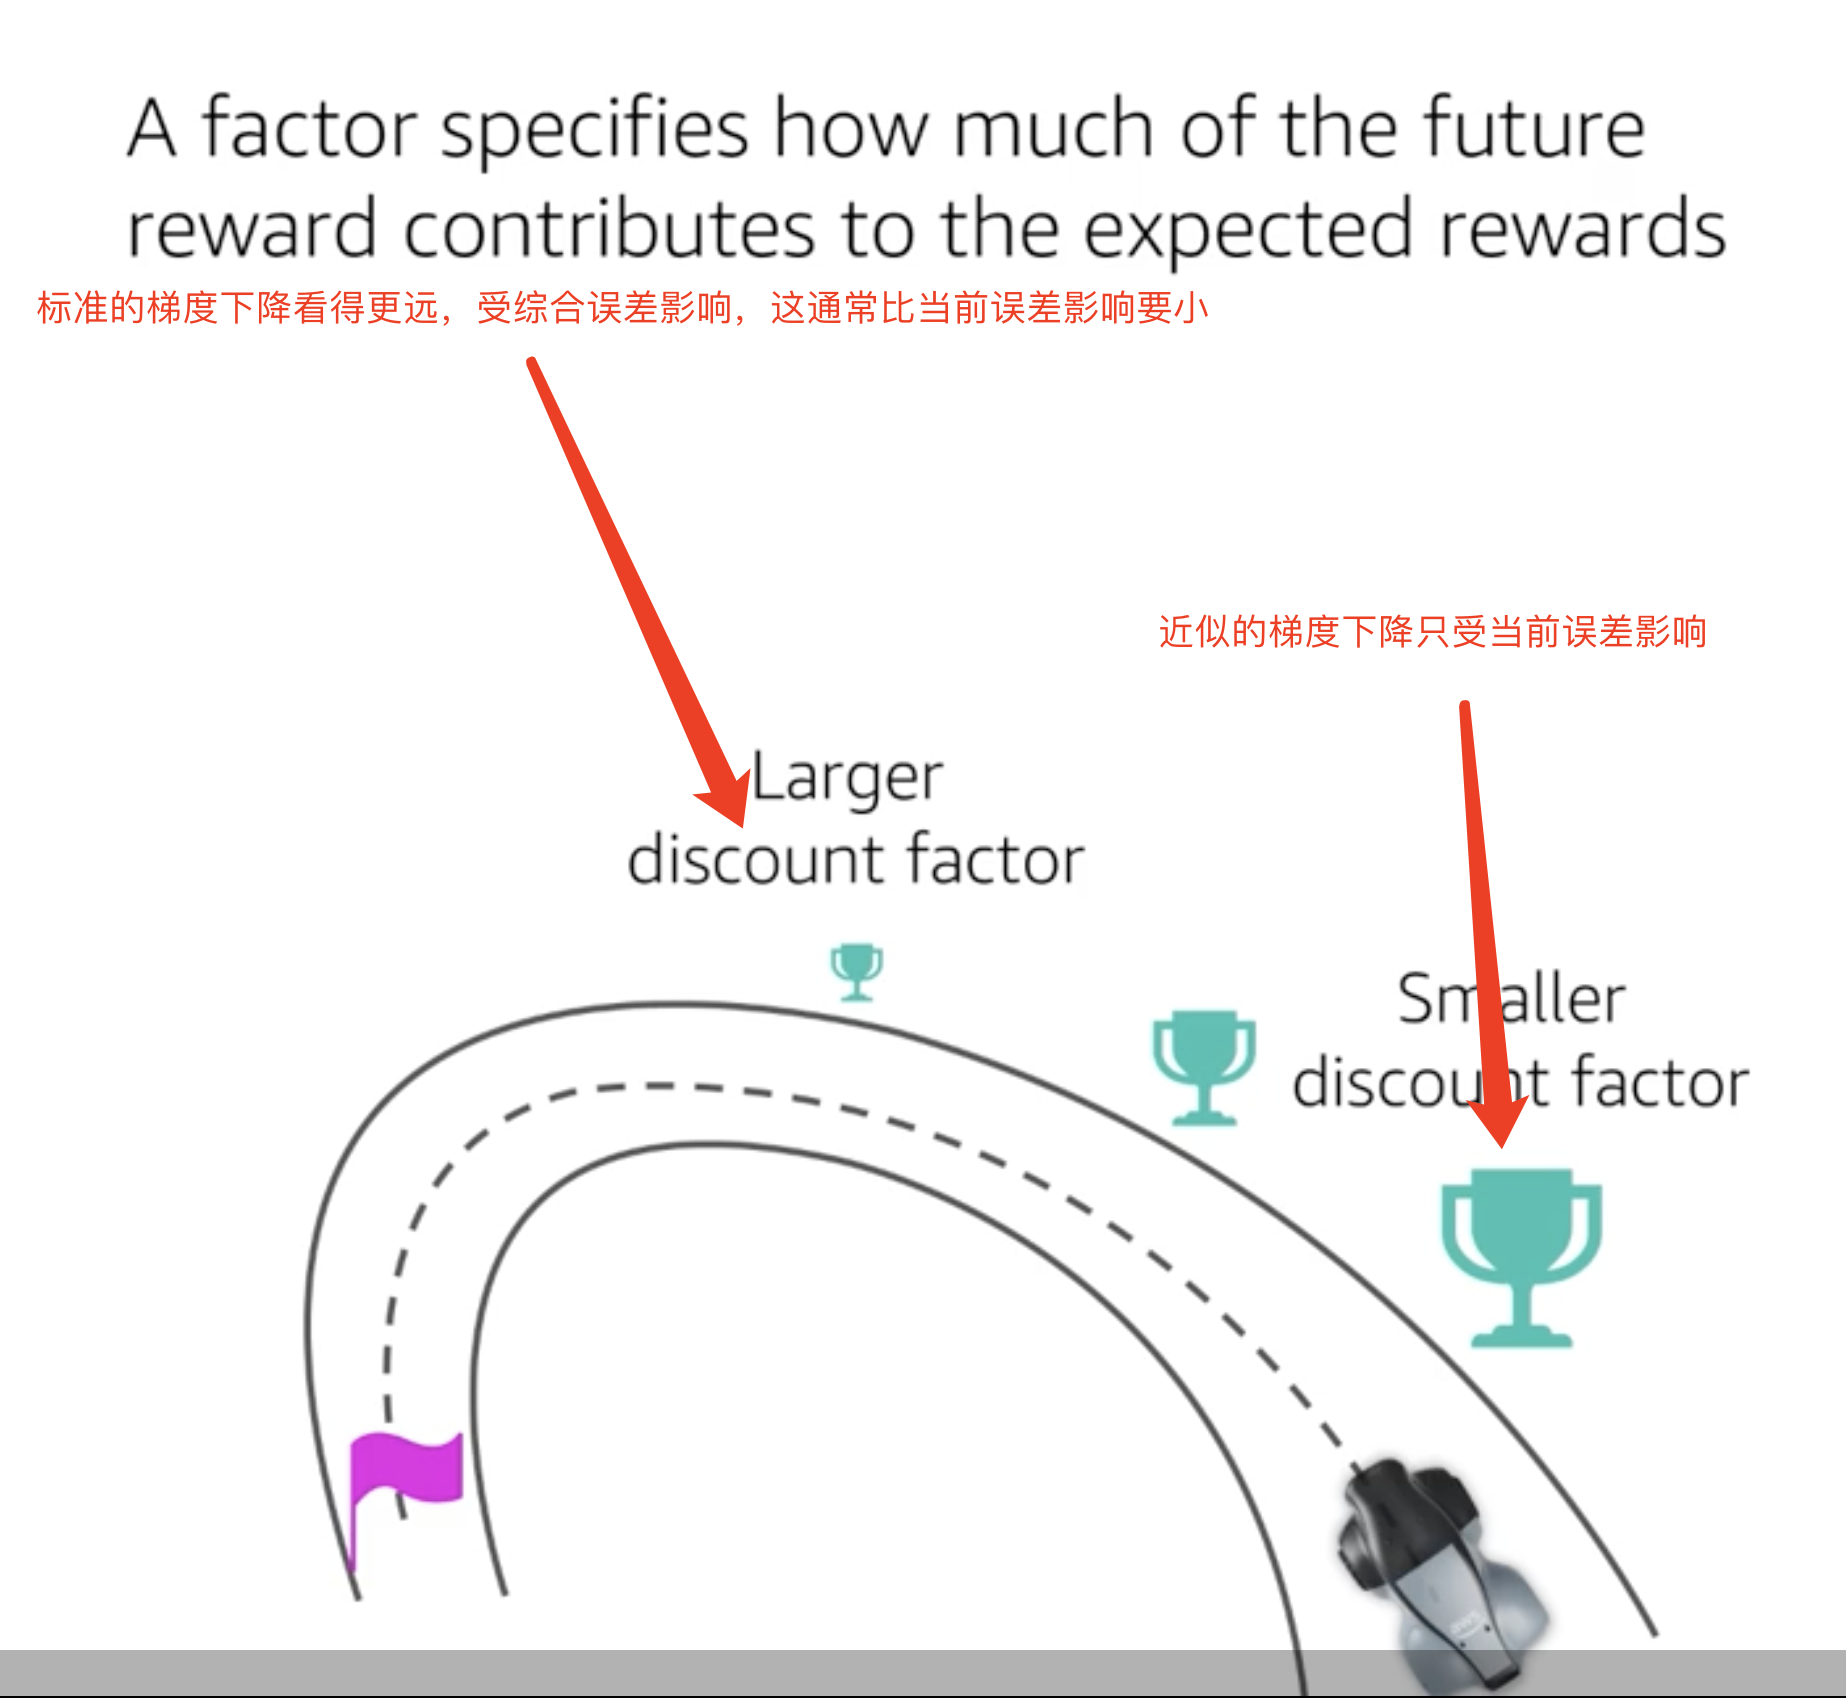 A factor specifies how much of the future
reward contributes to the expected rewards
标准的梯度下降看得更远，受综合误差影响，这通常比当前误差影响要小
近似的梯度下降只受当前误差影响
Larger
discount factor
Smaller
discount factor
aws